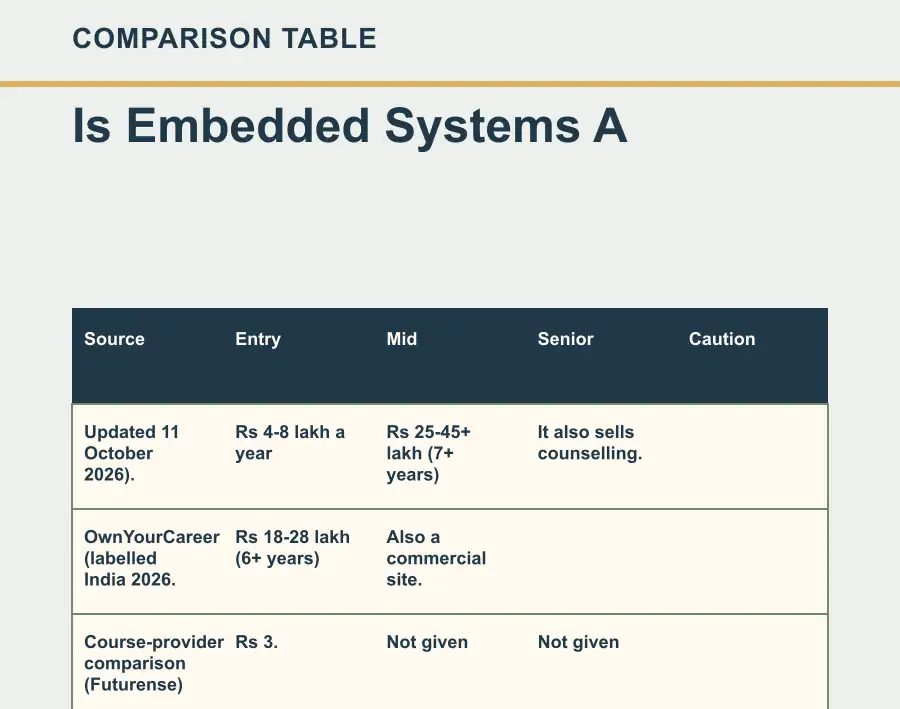 COMPARISON TABLE
Is Embedded Systems A
Source Entry Mid Senior Caution
Updated 11 October 2026). Rs 4-8 lakh a year Rs 25-45+ lakh (7+ years) It also sells counselling.
OwnYourCareer (labelled India 2026. Rs 18-28 lakh (6+ years) Also a commercial site.
Course-provider comparison (Futurense) Rs 3. Not given Not given